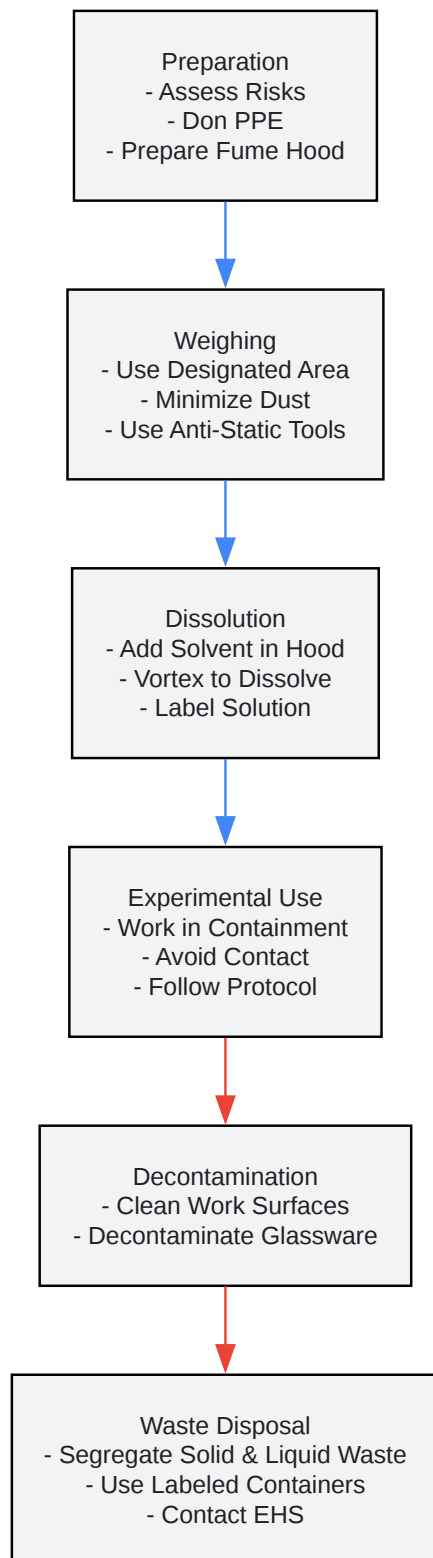 Preparation
- Assess Risks
- Don PPE
- Prepare Fume Hood
Weighing
- Use Designated Area
- Minimize Dust
- Use Anti-Static Tools
Dissolution
- Add Solvent in Hood
- Vortex to Dissolve
- Label Solution
Experimental Use
- Work in Containment
- Avoid Contact
- Follow Protocol
Decontamination
- Clean Work Surfaces
- Decontaminate Glassware
Waste Disposal
- Segregate Solid & Liquid Waste
- Use Labeled Containers
- Contact EHS